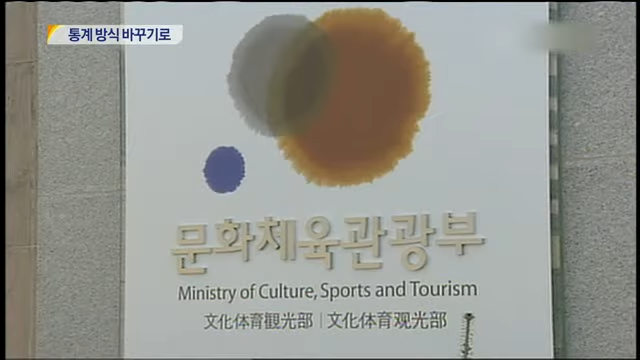 통계 방식 바꾸기로
문화체육관광부
Ministry of Culture, Sports and Tourism
文化体育観光部 | 文化体育观光部